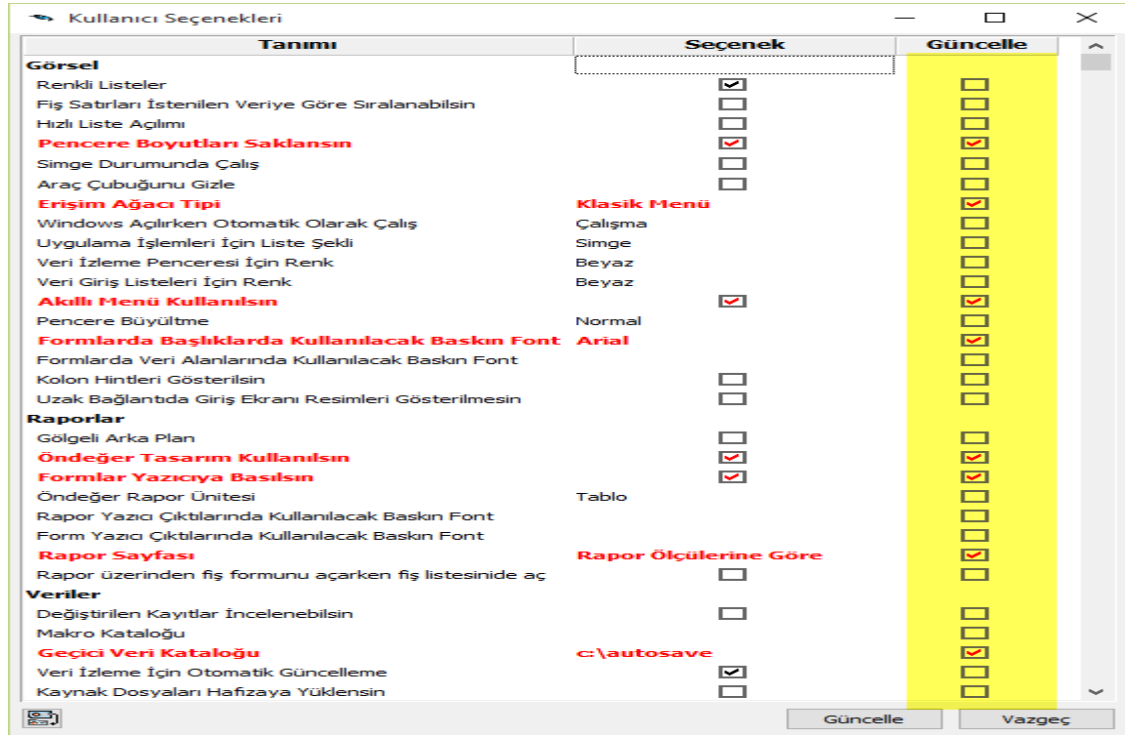 Kullanıcı Seçenekleri
Tanımı Seçenek Güncelle
Görsel
Renkli Listeler
Fiş Satırları İstenilen Veriye Göre Sıralanabilsin
Hızlı Liste Açılımı
Pencere Boyutları Saklansın
Simge Durumunda Çalış
Araç Çubuğunu Gizle
Erişim Ağacı Tipi Klasik Menü
Windows Açılırken Otomatik Olarak Çalış Çalışma
Uygulama İşlemleri İçin Liste Şekli Simge
Veri İzleme Penceresi İçin Renk Beyaz
Veri Giriş Listeleri İçin Renk Beyaz
Akıllı Menü Kullanılsın
Pencere Büyültme Normal
Formlarda Başlıklarda Kullanılacak Baskın Font Arial
Formlarda Veri Alanlarında Kullanılacak Baskın Font
Kolon Hintleri Gösterilsin
Uzak Bağlantıda Giriş Ekranı Resimleri Gösterilmesin
Raporlar
Gölgeli Arka Plan
Öndeğer Tasarım Kullanılsın
Formlar Yazıcıya Basılsın
Öndeğer Rapor Ünitesi Tablo
Rapor Yazıcı Çıktılarında Kullanılacak Baskın Font
Form Yazıcı Çıktılarında Kullanılacak Baskın Font
Rapor Sayfası Rapor Ölçülerine Göre
Rapor üzerinden fiş formunu açarken fiş listesinide aç
Veriler
Değiştirilen Kayıtlar İncelenebilsin
Makro Kataloğu
Geçici Veri Kataloğu c:\autosave
Veri İzleme İçin Otomatik Güncelleme
Kaynak Dosyaları Hafızaya Yüklensin
Güncelle Vazgeç